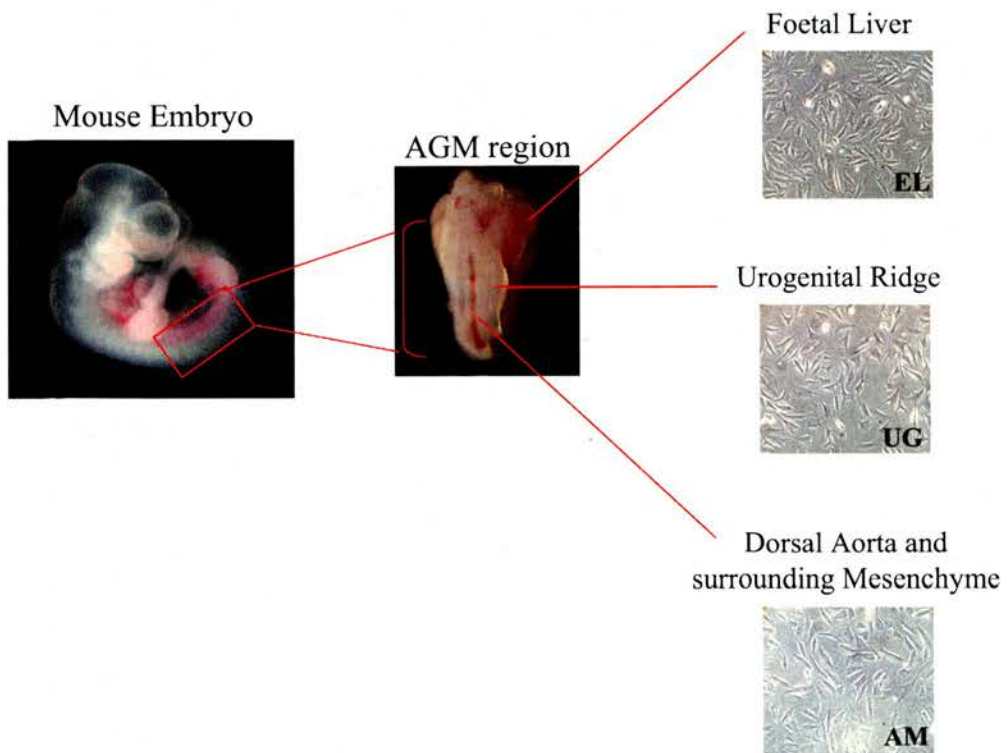 Foetal Liver
Mouse Embryo
AGM region
EL
Urogenital Ridge
UG
Dorsal Aorta and
surrounding Mesenchyme
AM